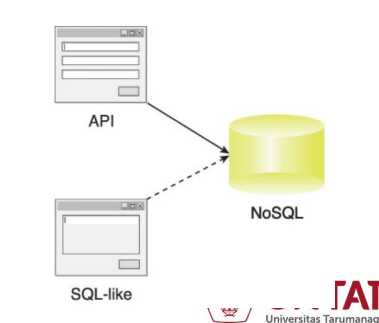 API
NoSQL
SQL-like
Universitas Tarumanag